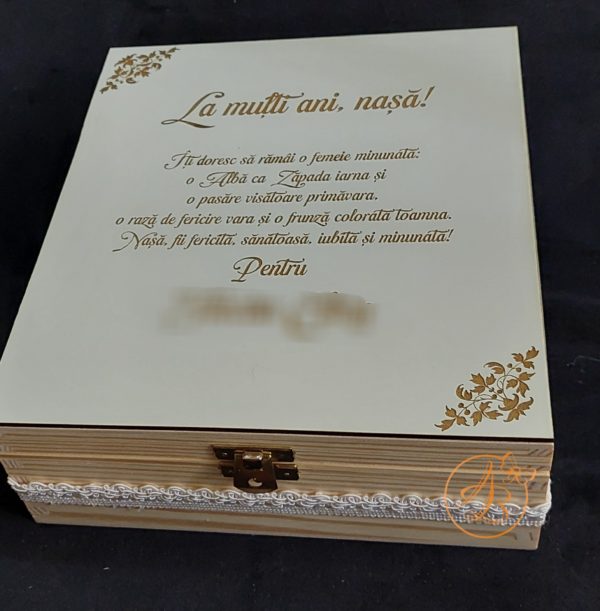 La mulți ani, nașă!
Îți doresc să rămâi o femeie minunată:
o Albă ca Zăpada iarna și
o pasăre visătoare primăvara,
o rază de fericire vara și o frunză colorată toamna.
Nașă, fii fericită, sănătoasă, iubită și minunată!
Pentru